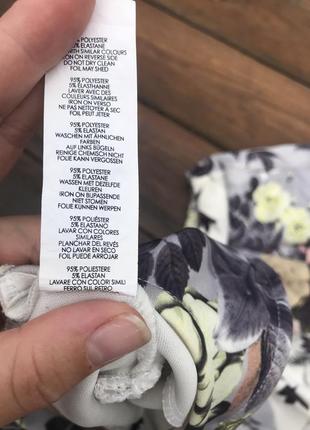 95% POLYESTER
5% ELASTANE
WITH SIMILAR COLOURS
IRON ON REVERSE SIDE
DO NOT DRY CLEAN
FOIL MAY SHED
95% POLYESTER
5% ÉLASTHANNE
LAVER AVEC DES
COULEURS SIMILAIRES
IRON ON VERSO
NE PAS NETTOYER À SEC
FOIL PEUT JETER
95% POLYESTER
5% ELASTAN
WASCHEN MIT ÄHNLICHEN
FARBEN
AUF LINKS BÜGELN
REINIGE CHEMISCH NICHT
FOLIE KANN VERGOSSEN
95% POLYESTER
5% ELASTANE
WASSEN MET DEZELFDE
KLEUREN
IRON ON BIJPASSENDE
NIET STOMEN
FOLIE KUNNEN WERPEN
95% POLIÉSTER
5% ELASTANO
LAVAR CON COLORES
SIMILARES
PLANCHAR DEL REVÉS
NO LAVAR EN SECO
FOIL PUEDE ARROJAR
95% POLIESTERE
5% ELASTAN
LAVARE CON COLORI SIMILI
FERRO SUL RETRO